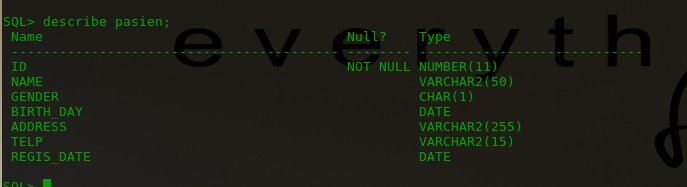 SQL> describe pasien;
Name Null? Type
----------------------------------------- -------- ----------------------------
ID NOT NULL NUMBER(11)
NAME VARCHAR2(50)
GENDER CHAR(1)
BIRTH_DAY DATE
ADDRESS VARCHAR2(255)
TELP VARCHAR2(15)
REGIS_DATE DATE
SQL>
everyth